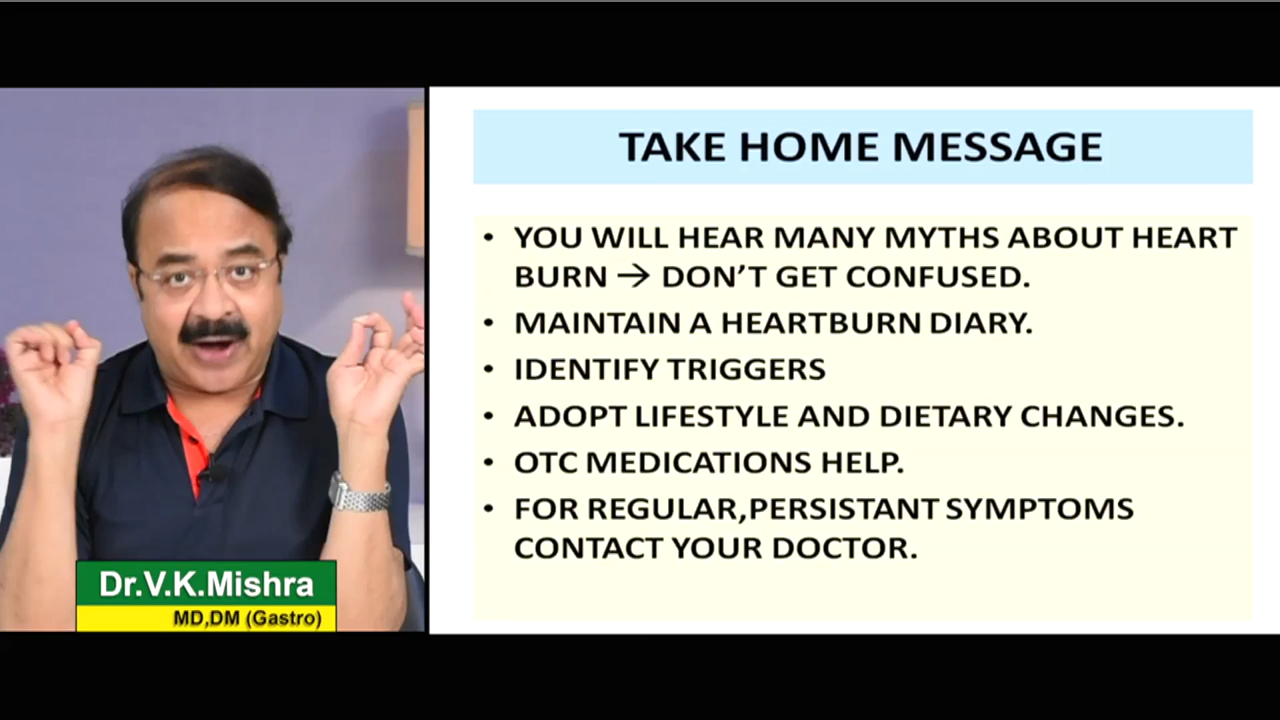 TAKE HOME MESSAGE
• YOU WILL HEAR MANY MYTHS ABOUT HEART
BURN → DON'T GET CONFUSED.
• MAINTAIN A HEARTBURN DIARY.
• IDENTIFY TRIGGERS
• ADOPT LIFESTYLE AND DIETARY CHANGES.
• OTC MEDICATIONS HELP.
• FOR REGULAR,PERSISTANT SYMPTOMS
CONTACT YOUR DOCTOR.
Dr.V.K.Mishra
MD,DM (Gastro)